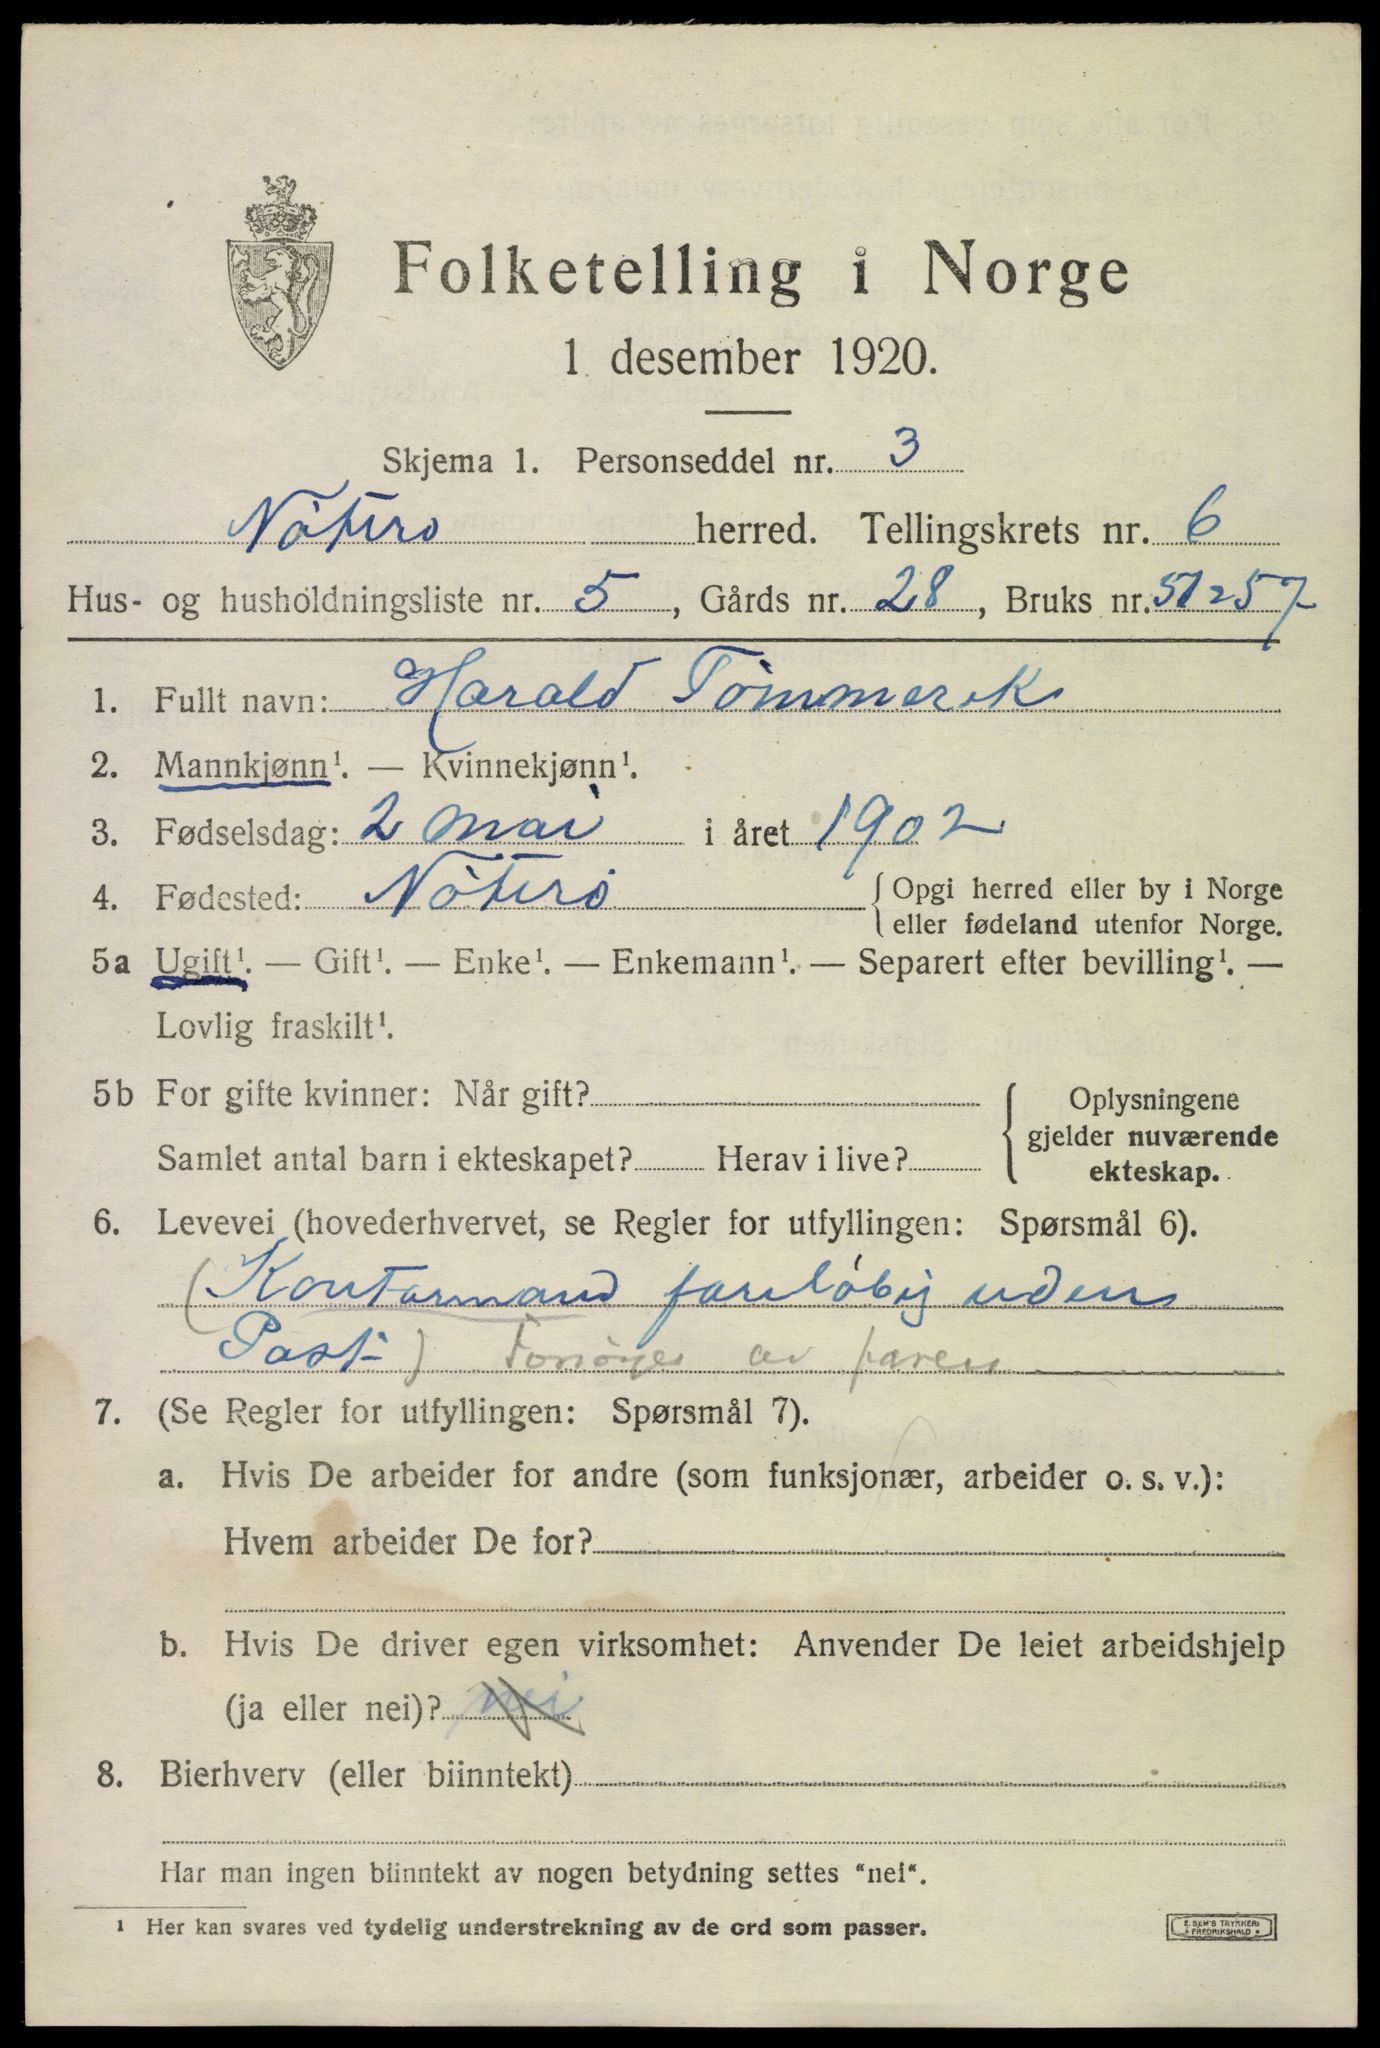 Folketelling i Norge
1. desember 1920.
Skjema 1. Personseddel nr. 3
Nøtterø herred. Tellingskrets nr. 6
Hus- og husholdningsliste nr. 5, Gårds nr. 28, Bruks nr. 51257
1. Fullt navn: Harald Tömmerek
2. Mannkjønn¹. — Kvinnekjønn¹.
3. Fødselsdag: 2 mai i året 1902
4. Fødested: Nøtterø { Opgi herred eller by i Norge
eller fødeland utenfor Norge.
5a Ugift¹. — Gift¹. — Enke¹. — Enkemann¹. — Separert efter bevilling¹. —
Lovlig fraskilt¹.
5b For gifte kvinner: Når gift?
Samlet antal barn i ekteskapet? Herav i live?
{ Oplysningene
gjelder nuværende
ekteskap.
6. Levevei (hovederhvervet, se Regler for utfyllingen: Spørsmål 6).
(Kontormand foreløbig uden
Post) Forsørges av faren
7. (Se Regler for utfyllingen: Spørsmål 7).
a. Hvis De arbeider for andre (som funksjonær, arbeider o. s. v.):
Hvem arbeider De for?
b. Hvis De driver egen virksomhet: Anvender De leiet arbeidshjelp
(ja eller nei)? nei
8. Bierhverv (eller biinntekt)
Har man ingen biinntekt av nogen betydning settes "nei".
¹ Her kan svares ved tydelig understrekning av de ord som passer.
E. SEM'S TRYKKERI
FREDRIKSHALD